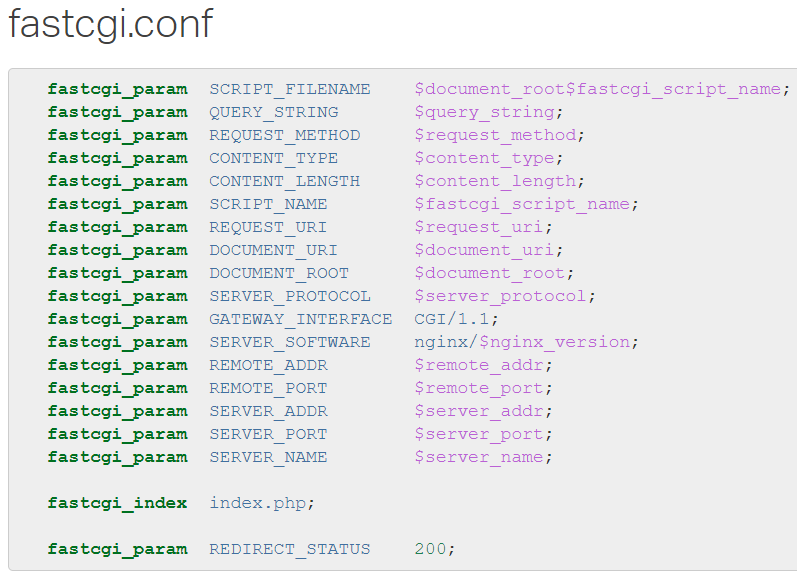 fastcgi.conf
fastcgi_param SCRIPT_FILENAME $document_root$fastcgi_script_name;
fastcgi_param QUERY_STRING $query_string;
fastcgi_param REQUEST_METHOD $request_method;
fastcgi_param CONTENT_TYPE $content_type;
fastcgi_param CONTENT_LENGTH $content_length;
fastcgi_param SCRIPT_NAME $fastcgi_script_name;
fastcgi_param REQUEST_URI $request_uri;
fastcgi_param DOCUMENT_URI $document_uri;
fastcgi_param DOCUMENT_ROOT $document_root;
fastcgi_param SERVER_PROTOCOL $server_protocol;
fastcgi_param GATEWAY_INTERFACE CGI/1.1;
fastcgi_param SERVER_SOFTWARE nginx/$nginx_version;
fastcgi_param REMOTE_ADDR $remote_addr;
fastcgi_param REMOTE_PORT $remote_port;
fastcgi_param SERVER_ADDR $server_addr;
fastcgi_param SERVER_PORT $server_port;
fastcgi_param SERVER_NAME $server_name;
fastcgi_index index.php;
fastcgi_param REDIRECT_STATUS 200;